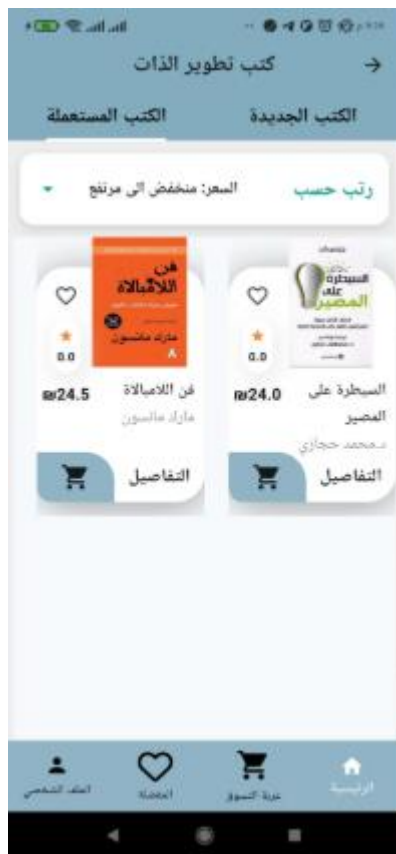 كتب تطوير الذات
الكتب الجديدة
الكتب المستعملة
رتب حسب
السعر: منخفض الى مرتفع
السيطرة
على
المصير
0.0
السيطرة على
المصير
₪24.0
د.محمد حجازي
التفاصيل
فن
اللامبالاة
مارك مانسون
0.0
فن اللامبالاة
₪24.5
مارك مانسون
التفاصيل
الرئيسية
عربة التسوق
المفضلة
الملف الشخصي